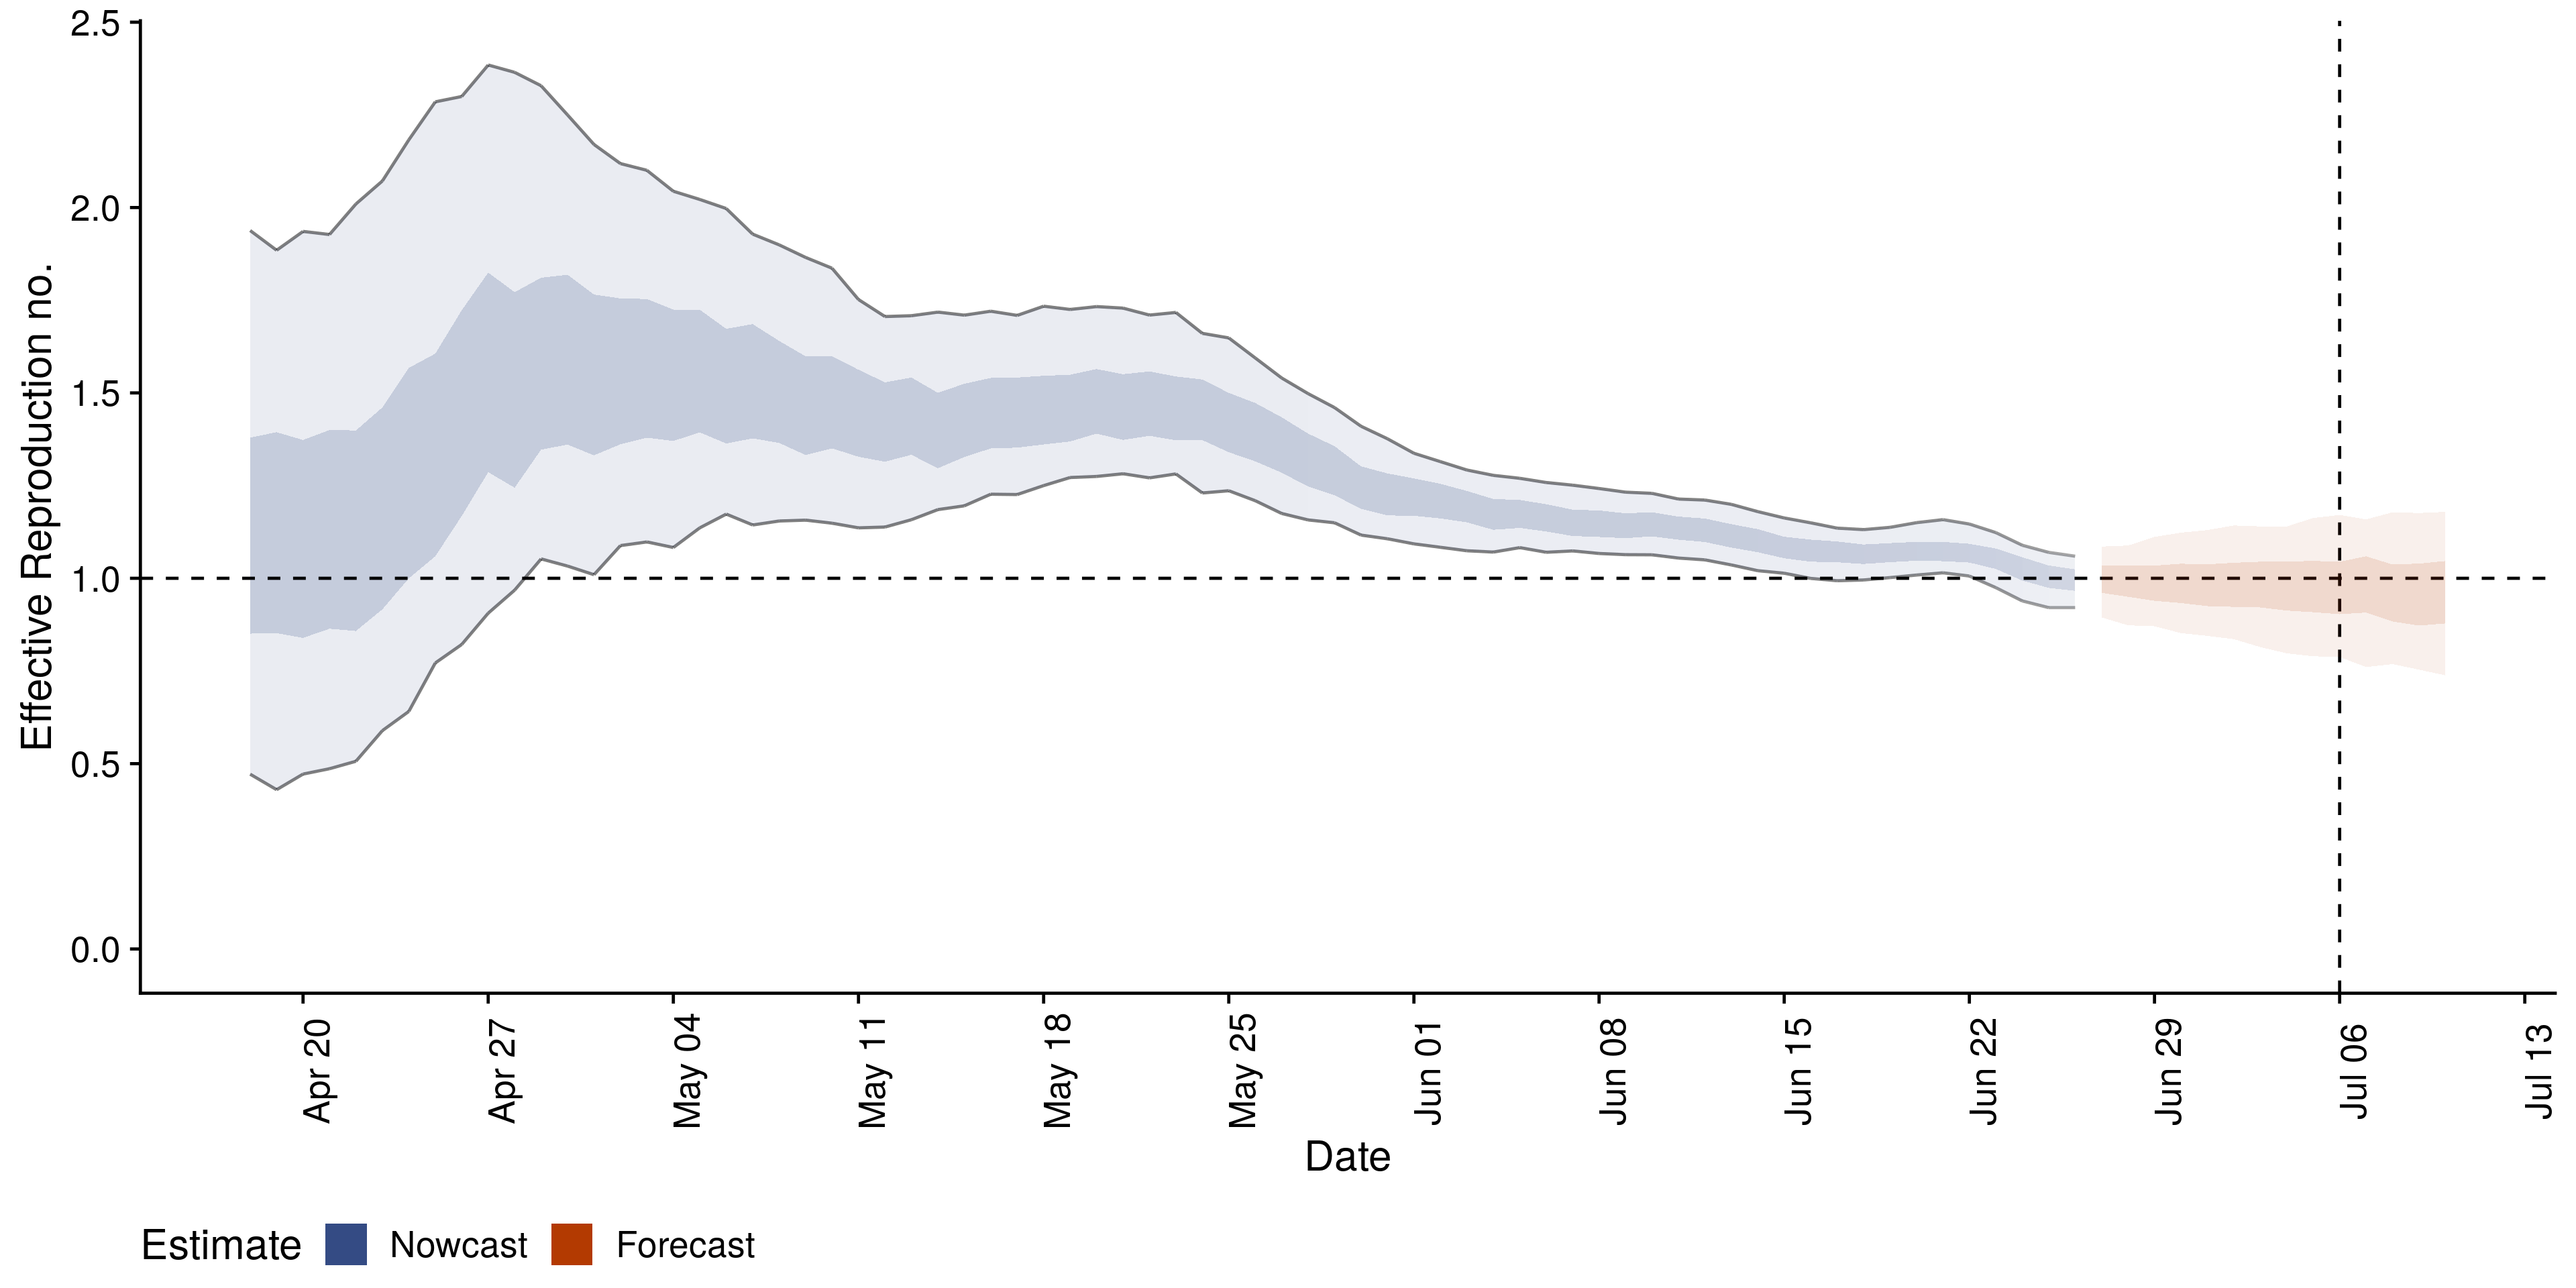 Effective Reproduction no.
2.5
2.0
1.5
1.0
0.5
0.0
Apr 20
Apr 27
May 04
May 11
May 18
May 25
Jun 01
Jun 08
Jun 15
Jun 22
Jun 29
Jul 06
Jul 13
Date
Estimate Nowcast Forecast